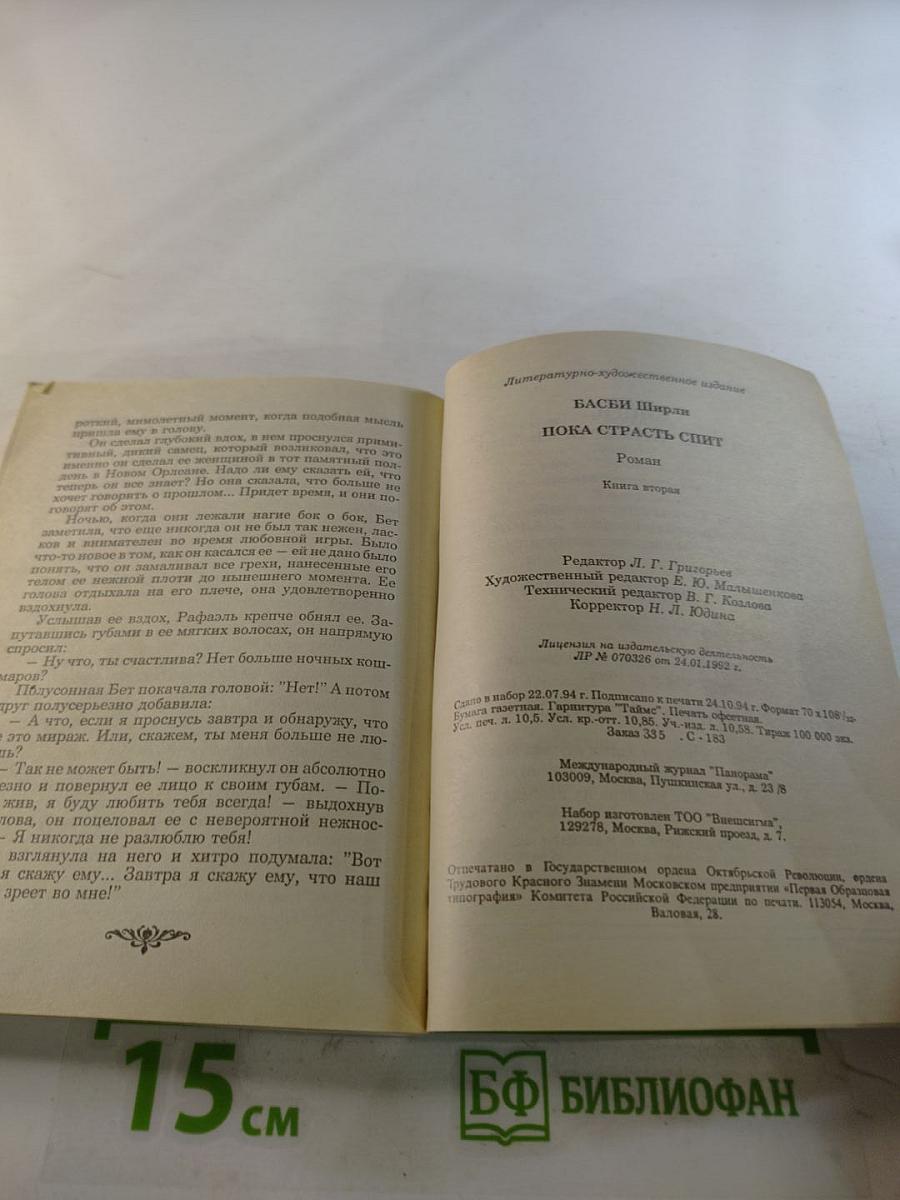 роткий, мимолетный момент, когда подобная мысль
пришла ему в голову.
Он сделал глубокий вдох, в нем проснулся прими-
тивный, дикий самец, который возликовал, что это
именно он сделал ее женщиной в тот памятный пол-
день в Новом Орлеане. Надо ли ему сказать ей, что
теперь он все знает? Но она сказала, что больше не
хочет говорить о прошлом... Придет время, и они по-
говорят об этом.
Ночью, когда они лежали нагие бок о бок, Бет
заметила, что еще никогда он не был так нежен, лас-
ков и внимателен во время любовной игры. Было
что-то новое в том, как он касался ее — ей не дано было
понять, что он замаливал все грехи, нанесенные его
телом ее нежной плоти до нынешнего момента. Ее
голова отдыхала на его плече, она удовлетворенно
вздохнула.
Услышав ее вздох, Рафаэль крепче обнял ее. За-
путавшись губами в ее мягких волосах, он напрямую
спросил:
— Ну что, ты счастлива? Нет больше ночных кош-
маров?
Полусонная Бет покачала головой: "Нет!" А потом
друг полусерьезно добавила:
— А что, если я проснусь завтра и обнаружу, что
е это мираж. Или, скажем, ты меня больше не лю-
шь?
— Так не может быть! — воскликнул он абсолютно
езно и повернул ее лицо к своим губам. — По-
жив, я буду любить тебя всегда! — выдохнув
лова, он поцеловал ее с невероятной нежнос-
— Я никогда не разлюблю тебя!
взглянула на него и хитро подумала: "Вот
я скажу ему... Завтра я скажу ему, что наш
зреет во мне!"
Литературно-художественное издание
БАСБИ Ширли
ПОКА СТРАСТЬ СПИТ
Роман
Книга вторая
Редактор Л. Г. Григорьев
Художественный редактор Е. Ю. Малышенкова
Технический редактор В. Г. Козлова
Корректор Н. Л. Юдина
Лицензия на издательскую деятельность
ЛР № 070326 от 24.01.1992 г.
Сдано в набор 22.07.94 г. Подписано к печати 24.10.94 г. Формат 70 х 108 1/32.
Бумага газетная. Гарнитура "Таймс". Печать офсетная.
Усл. печ. л. 10,5. Усл. кр.-отт. 10,85. Уч.-изд. л. 10,58. Тираж 100 000 экз.
Заказ 335 . С - 183
Международный журнал "Панорама"
103009, Москва, Пушкинская ул., д. 23/8
Набор изготовлен ТОО "Внешсигма",
129278, Москва, Рижский проезд, д. 7.
Отпечатано в Государственном ордена Октябрьской Революции, ордена
Трудового Красного Знамени Московском предприятии «Первая Образцовая
типография» Комитета Российской Федерации по печати. 113054, Москва,
Валовая, 28.
15 см
БФ БИБЛИОФАН